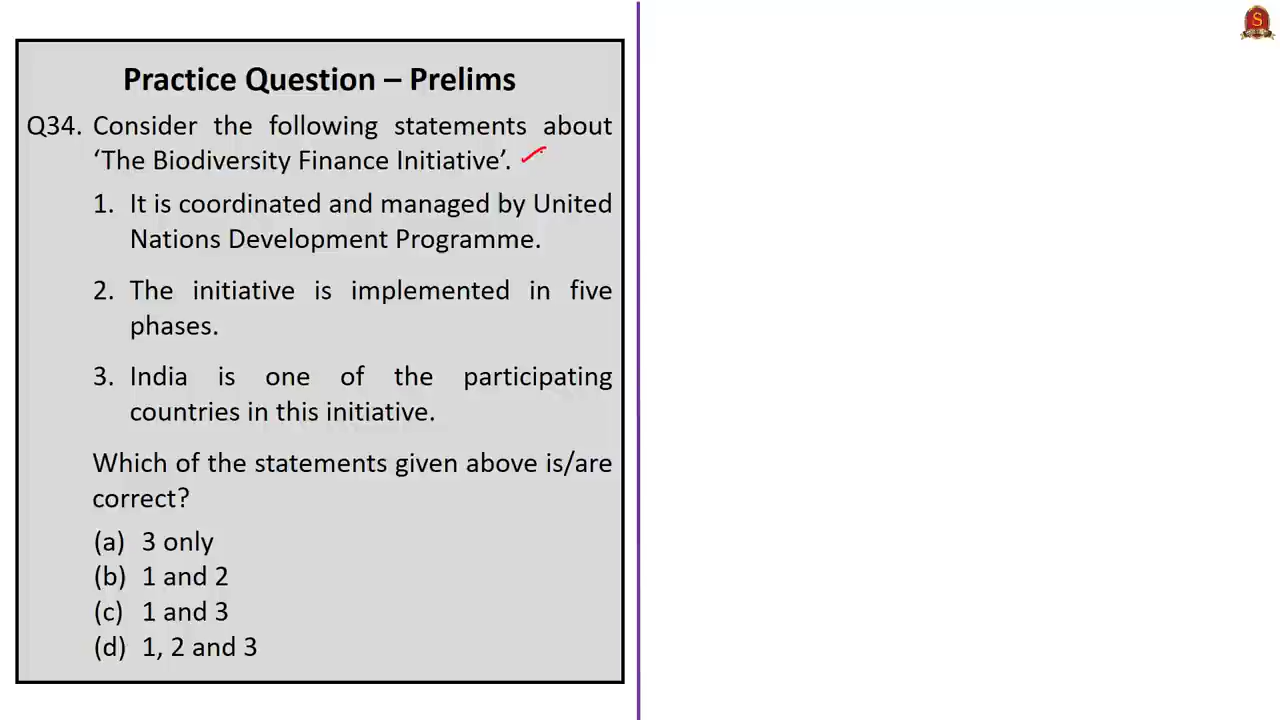 Practice Question – Prelims
Q34. Consider the following statements about
‘The Biodiversity Finance Initiative’.
1. It is coordinated and managed by United
Nations Development Programme.
2. The initiative is implemented in five
phases.
3. India is one of the participating
countries in this initiative.
Which of the statements given above is/are
correct?
(a) 3 only
(b) 1 and 2
(c) 1 and 3
(d) 1, 2 and 3
S